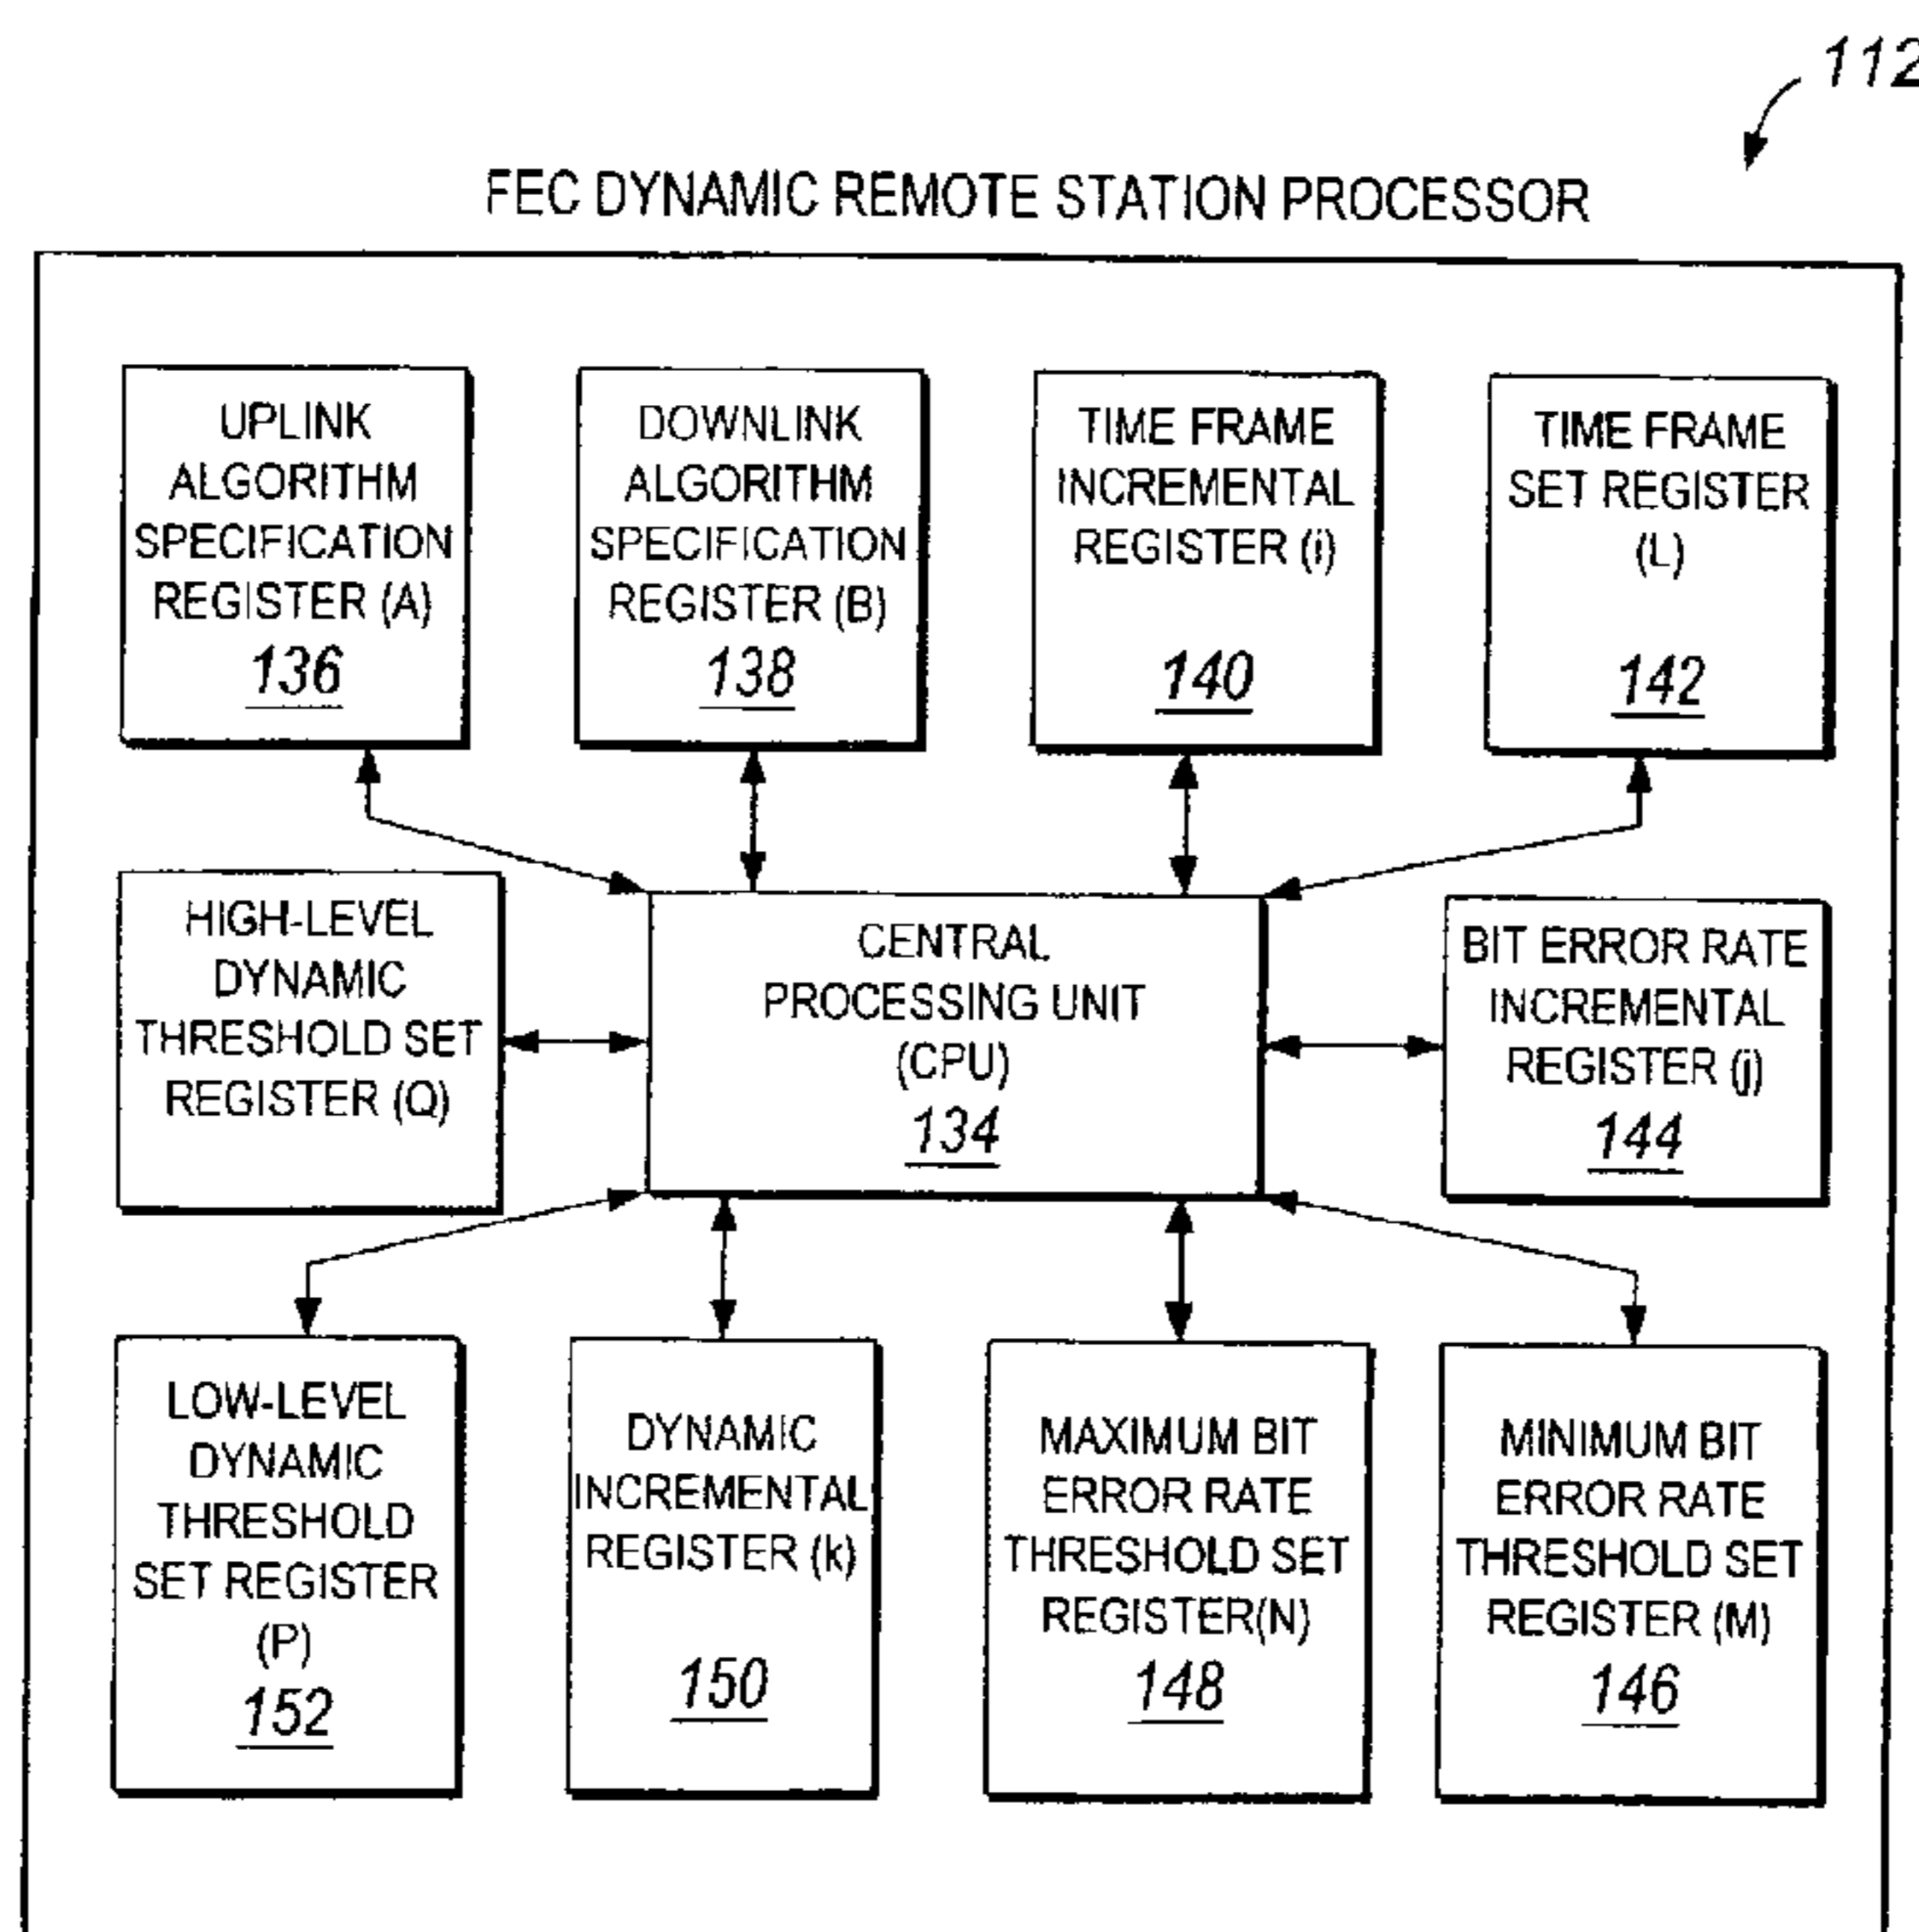 112
FEC DYNAMIC REMOTE STATION PROCESSOR
UPLINK
ALGORITHM
SPECIFICATION
REGISTER (A)
136
DOWNLINK
ALGORITHM
SPECIFICATION
REGISTER (B)
138
TIME FRAME
INCREMENTAL
REGISTER (i)
140
TIME FRAME
SET REGISTER
(L)
142
HIGH-LEVEL
DYNAMIC
THRESHOLD SET
REGISTER (Q)
CENTRAL
PROCESSING UNIT
(CPU)
134
BIT ERROR RATE
INCREMENTAL
REGISTER (j)
144
LOW-LEVEL
DYNAMIC
THRESHOLD
SET REGISTER
(P)
152
DYNAMIC
INCREMENTAL
REGISTER (k)
150
MAXIMUM BIT
ERROR RATE
THRESHOLD SET
REGISTER(N)
148
MINIMUM BIT
ERROR RATE
THRESHOLD SET
REGISTER (M)
146